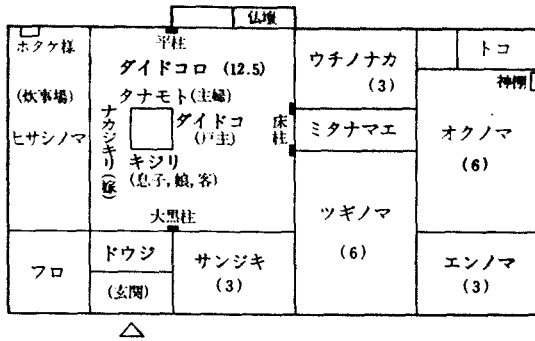 仏壇
ホタケ様
(炊事場)
ヒサシノマ
平柱
ダイドコロ (12.5)
タナモト(主婦)
ダイドコ
(戸主)
ナカジキリ(嫁)
キジリ
(息子,娘,客)
床柱
大黒柱
ウチノナカ
(3)
ミタナマエ
ツギノマ
(6)
トコ
神棚
オクノマ
(6)
フロ
ドウジ
(玄関)
サンジキ
(3)
エンノマ
(3)